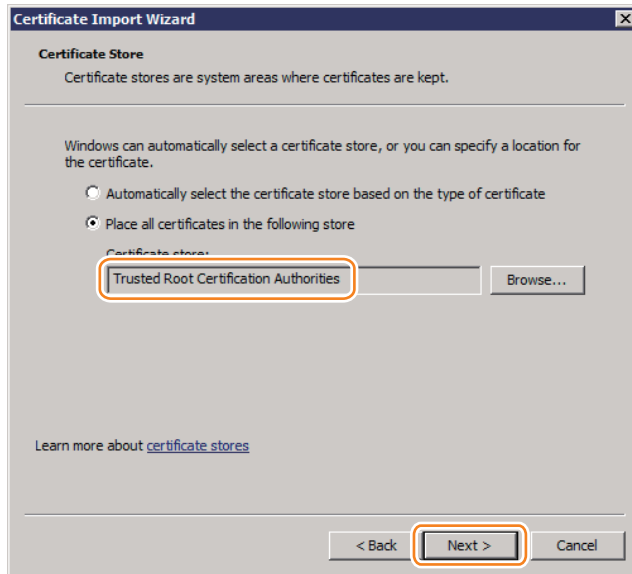 Certificate Import Wizard
Certificate Store
Certificate stores are system areas where certificates are kept.
Windows can automatically select a certificate store, or you can specify a location for
the certificate.
Automatically select the certificate store based on the type of certificate
Place all certificates in the following store
Certificate store:
Trusted Root Certification Authorities
Browse...
Learn more about certificate stores
< Back
Next >
Cancel